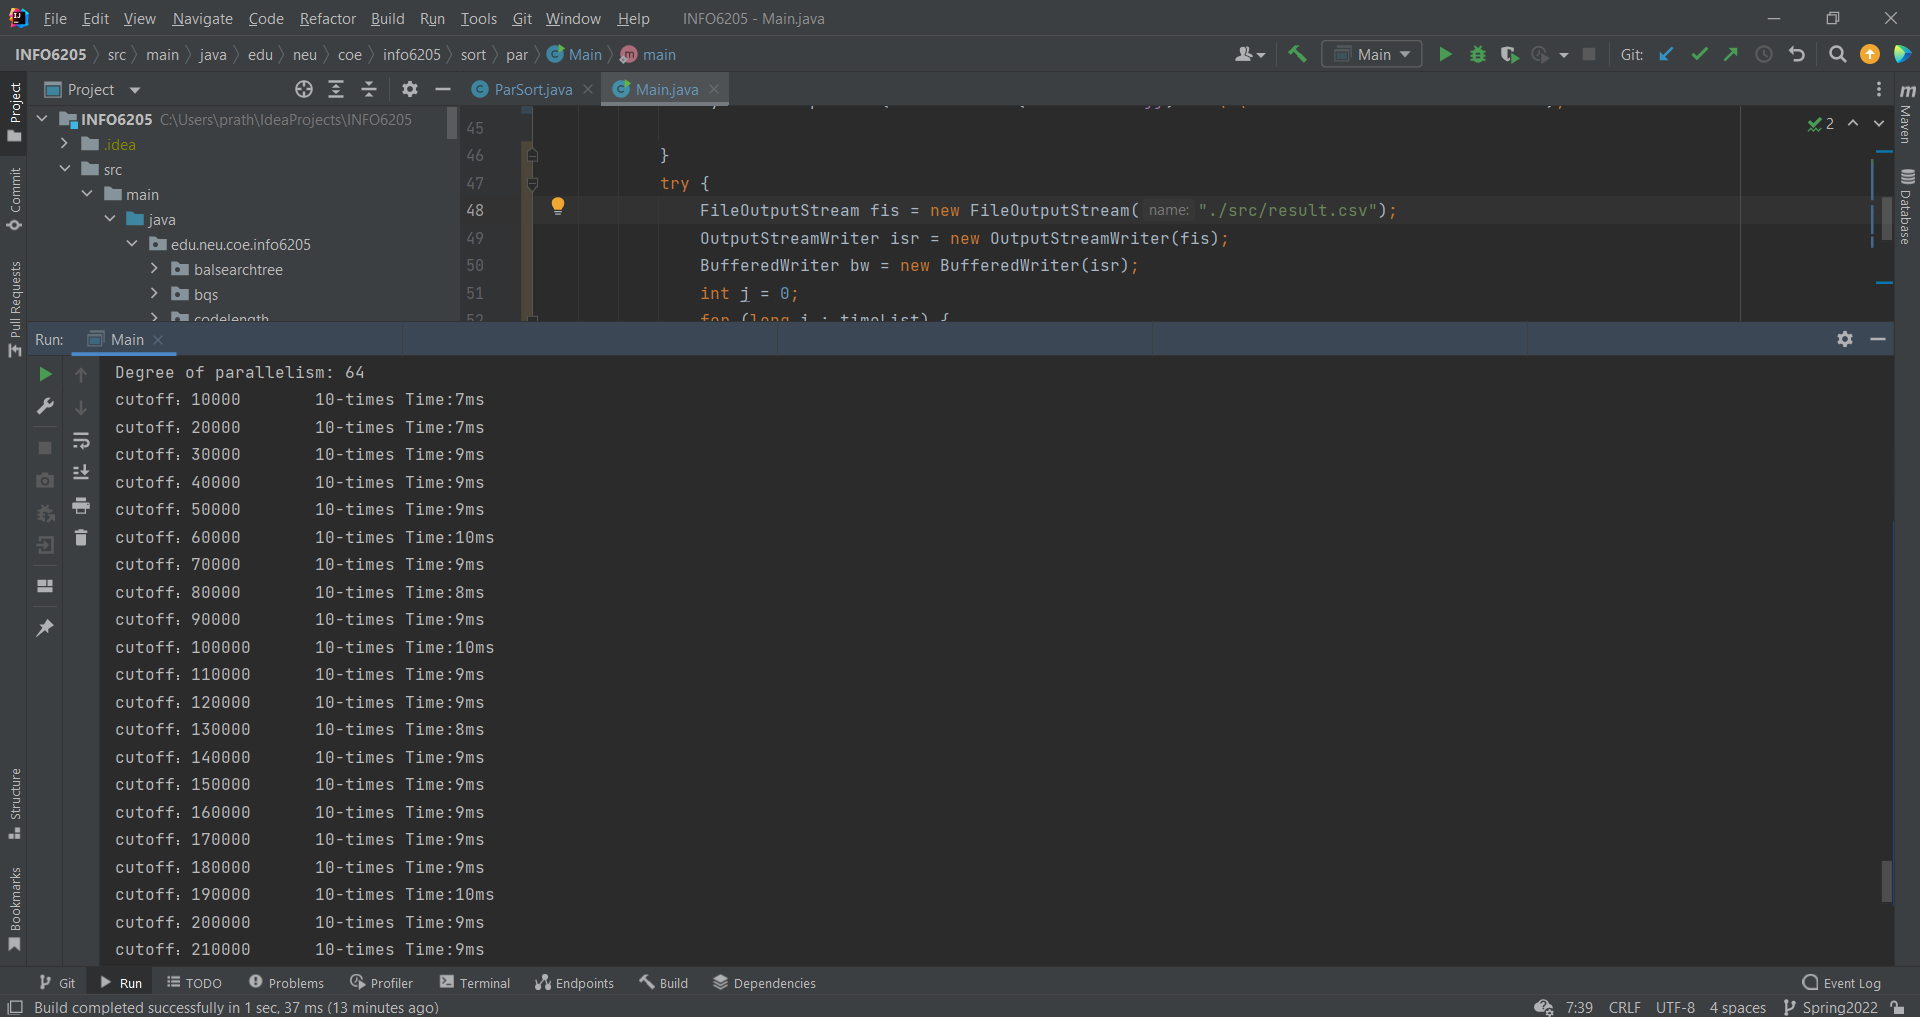 File Edit View Navigate Code Refactor Build Run Tools Git Window Help INFO6205 - Main.java
INFO6205 src main java edu neu coe info6205 sort par Main main
Main Git:
Project
ParSort.java Main.java
INFO6205 C:\Users\prath\IdeaProjects\INFO6205
.idea
src
main
java
edu.neu.coe.info6205
balsearchtree
bqs
codelength
45
46 }
47 try {
48 FileOutputStream fis = new FileOutputStream( name: "./src/result.csv");
49 OutputStreamWriter isr = new OutputStreamWriter(fis);
50 BufferedWriter bw = new BufferedWriter(isr);
51 int j = 0;
52 for (long i : timeList) {
2
Run: Main
Degree of parallelism: 64
cutoff：10000 10-times Time:7ms
cutoff：20000 10-times Time:7ms
cutoff：30000 10-times Time:9ms
cutoff：40000 10-times Time:9ms
cutoff：50000 10-times Time:9ms
cutoff：60000 10-times Time:10ms
cutoff：70000 10-times Time:9ms
cutoff：80000 10-times Time:8ms
cutoff：90000 10-times Time:9ms
cutoff：100000 10-times Time:10ms
cutoff：110000 10-times Time:9ms
cutoff：120000 10-times Time:9ms
cutoff：130000 10-times Time:8ms
cutoff：140000 10-times Time:9ms
cutoff：150000 10-times Time:9ms
cutoff：160000 10-times Time:9ms
cutoff：170000 10-times Time:9ms
cutoff：180000 10-times Time:9ms
cutoff：190000 10-times Time:10ms
cutoff：200000 10-times Time:9ms
cutoff：210000 10-times Time:9ms
Project
Commit
Pull Requests
Structure
Bookmarks
Maven
Database
Git Run TODO Problems Profiler Terminal Endpoints Build Dependencies Event Log
Build completed successfully in 1 sec, 37 ms (13 minutes ago) 7:39 CRLF UTF-8 4 spaces Spring2022